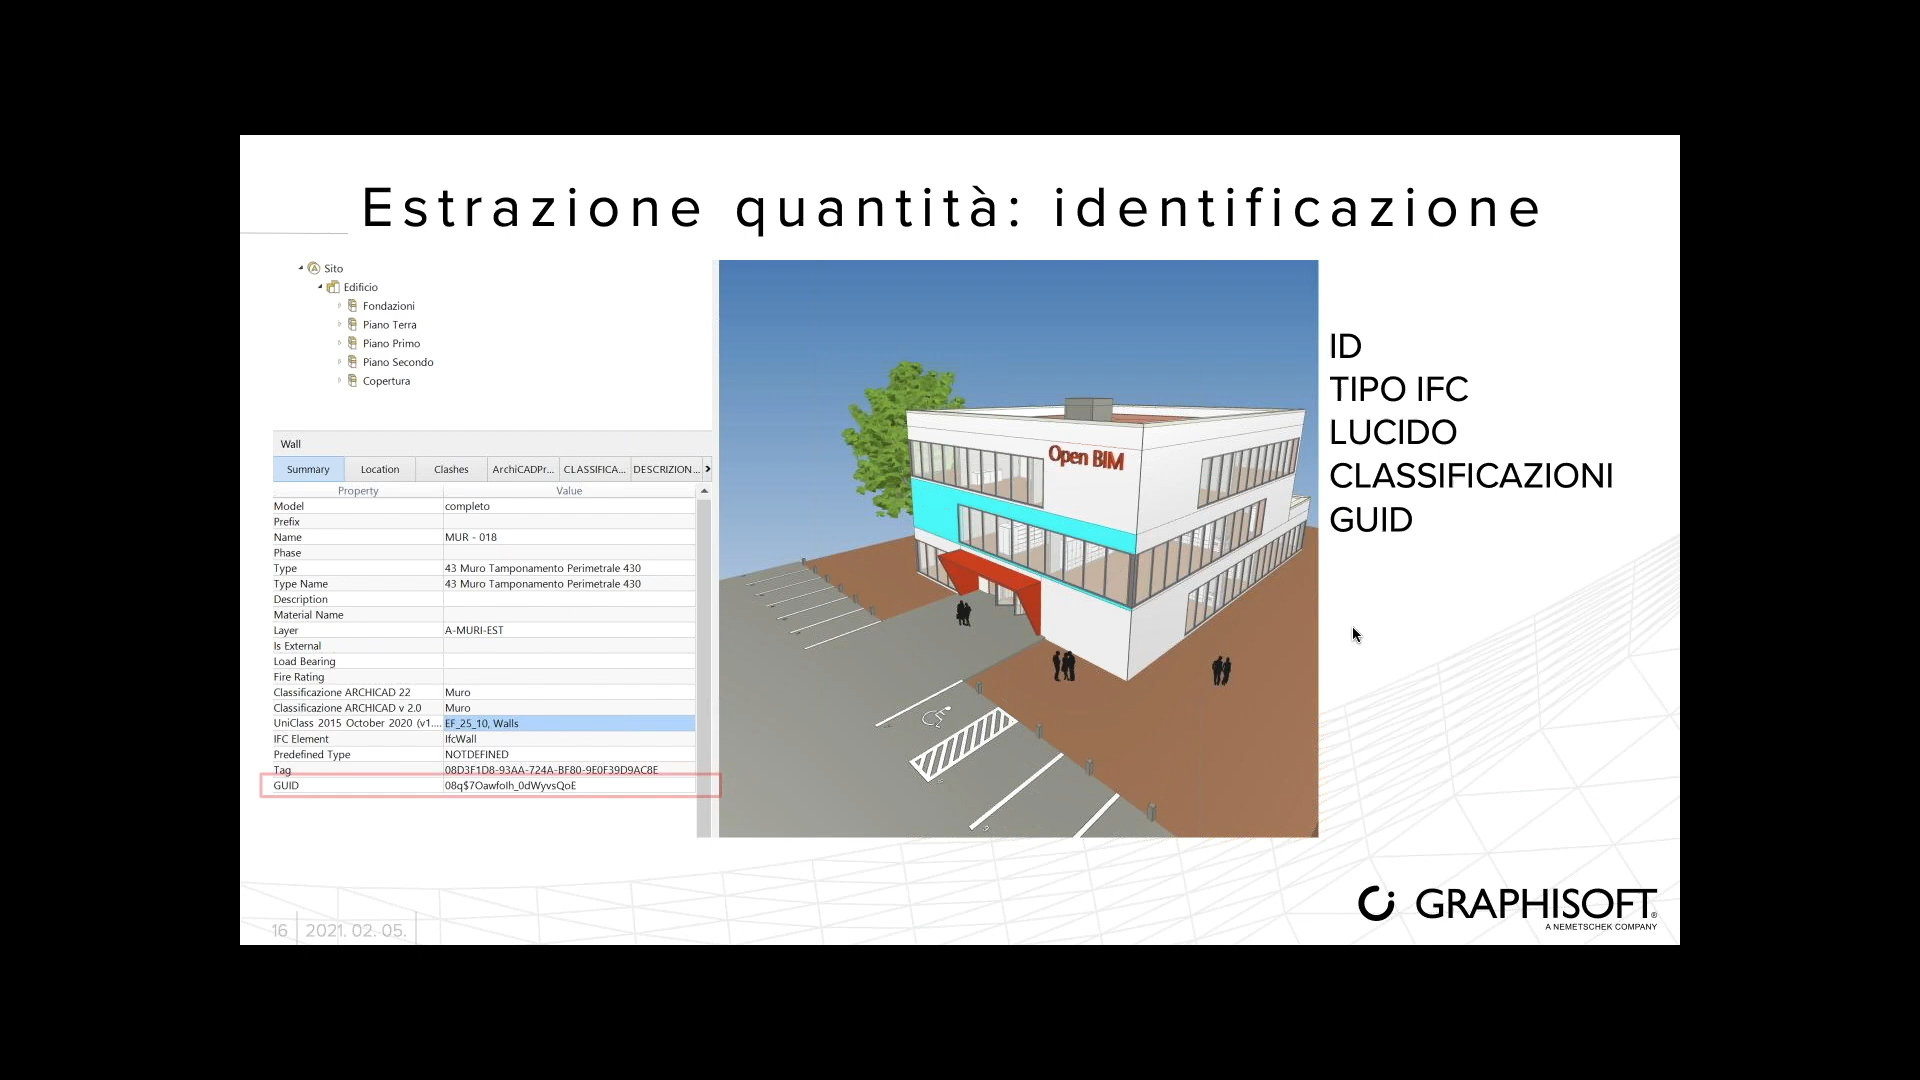 Estrazione quantità: identificazione
Sito
Edificio
Fondazioni
Piano Terra
Piano Primo
Piano Secondo
Copertura
Wall
Summary Location Clashes ArchiCADPr... CLASSIFICA... DESCRIZION...
Property Value
Model completo
Prefix
Name MUR - 018
Phase
Type 43 Muro Tamponamento Perimetrale 430
Type Name 43 Muro Tamponamento Perimetrale 430
Description
Material Name
Layer A-MURI-EST
Is External
Load Bearing
Fire Rating
Classificazione ARCHICAD 22 Muro
Classificazione ARCHICAD v 2.0 Muro
UniClass 2015 October 2020 (v1.... EF_25_10, Walls
IFC Element IfcWall
Predefined Type NOTDEFINED
Tag 08D3F1D8-93AA-724A-BF80-9E0F39D9AC8E
GUID 08q$7OawfoIh_0dWyvsQoE
Open BIM
ID
TIPO IFC
LUCIDO
CLASSIFICAZIONI
GUID
16 2021. 02. 05.
GRAPHISOFT®
A NEMETSCHEK COMPANY